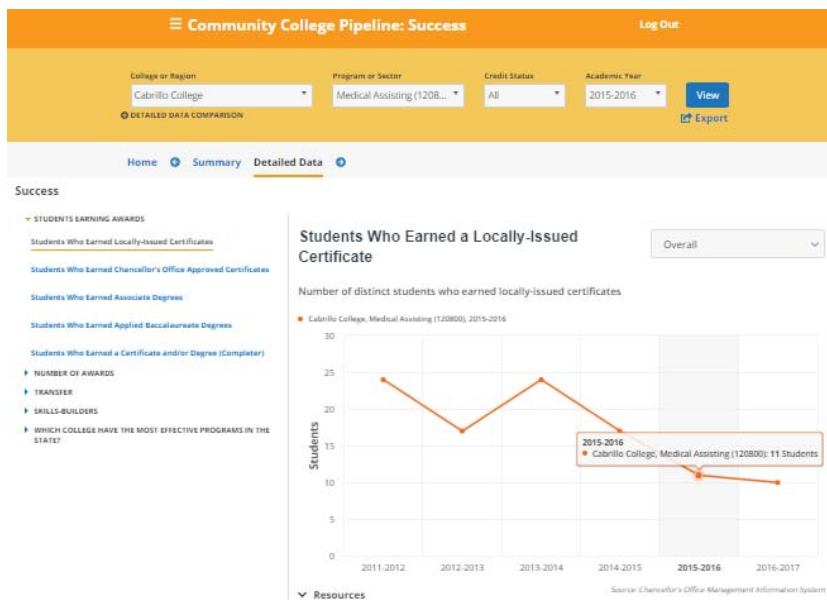 Community College Pipeline: Success
Log Out
College or Region
Program or Sector
Credit Status
Academic Year
Cabrillo College
Medical Assisting (1208...
All
2015-2016
View
DETAILED DATA COMPARISON
Export
Home
Summary
Detailed Data
Success
STUDENTS EARNING AWARDS
Students Who Earned Locally-Issued Certificates
Students Who Earned Chancellor's Office Approved Certificates
Students Who Earned Associate Degrees
Students Who Earned Applied Baccalaureate Degrees
Students Who Earned a Certificate and/or Degree (Completer)
NUMBER OF AWARDS
TRANSFER
SKILLS-BUILDERS
WHICH COLLEGE HAVE THE MOST EFFECTIVE PROGRAMS IN THE
STATE?
Students Who Earned a Locally-Issued
Certificate
Overall
Number of distinct students who earned locally-issued certificates
Cabrillo College, Medical Assisting (120800), 2015-2016
30
25
20
15
10
5
0
Students
2015-2016
Cabrillo College, Medical Assisting (120800): 11 Students
2011-2012
2012-2013
2013-2014
2014-2015
2015-2016
2016-2017
Resources
Source: Chancellor's Office Management Information System